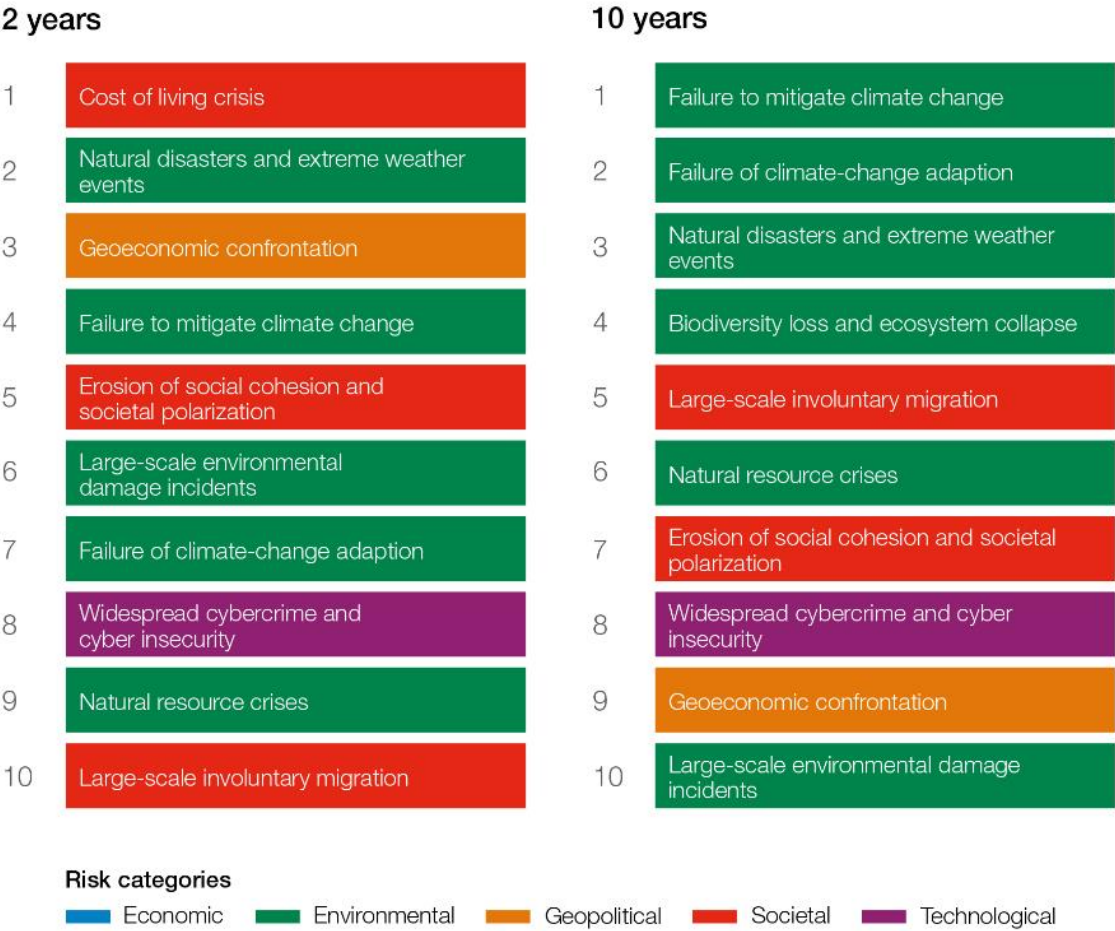 2 years
1
Cost of living crisis
2
Natural disasters and extreme weather
events
3
Geoeconomic confrontation
4
Failure to mitigate climate change
5
Erosion of social cohesion and
societal polarization
6
Large-scale environmental
damage incidents
7
Failure of climate-change adaption
8
Widespread cybercrime and
cyber insecurity
9
Natural resource crises
10
Large-scale involuntary migration
10 years
1
Failure to mitigate climate change
2
Failure of climate-change adaption
3
Natural disasters and extreme weather
events
4
Biodiversity loss and ecosystem collapse
5
Large-scale involuntary migration
6
Natural resource crises
7
Erosion of social cohesion and societal
polarization
8
Widespread cybercrime and cyber
insecurity
9
Geoeconomic confrontation
10
Large-scale environmental damage
incidents
Risk categories
Economic Environmental Geopolitical Societal Technological